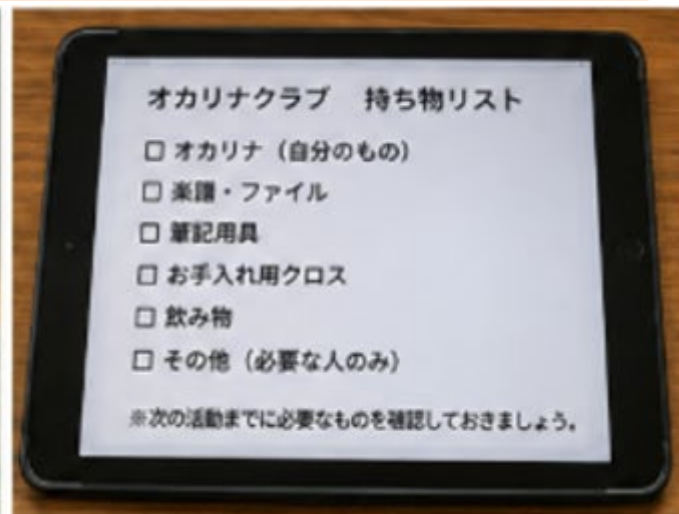 オカリナクラブ　持ち物リスト
□ オカリナ（自分のもの）
□ 楽譜・ファイル
□ 筆記用具
□ お手入れ用クロス
□ 飲み物
□ その他（必要な人のみ）
※次の活動までに必要なものを確認しておきましょう。